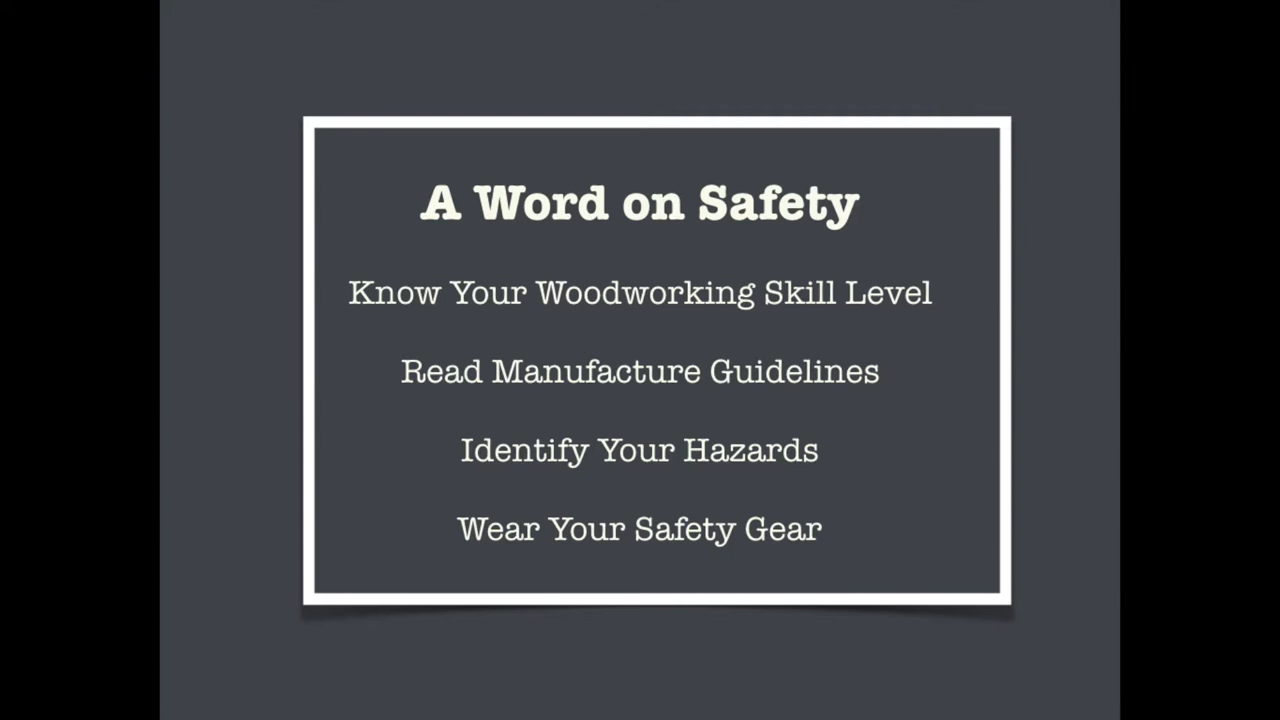 A Word on Safety
Know Your Woodworking Skill Level
Read Manufacture Guidelines
Identify Your Hazards
Wear Your Safety Gear